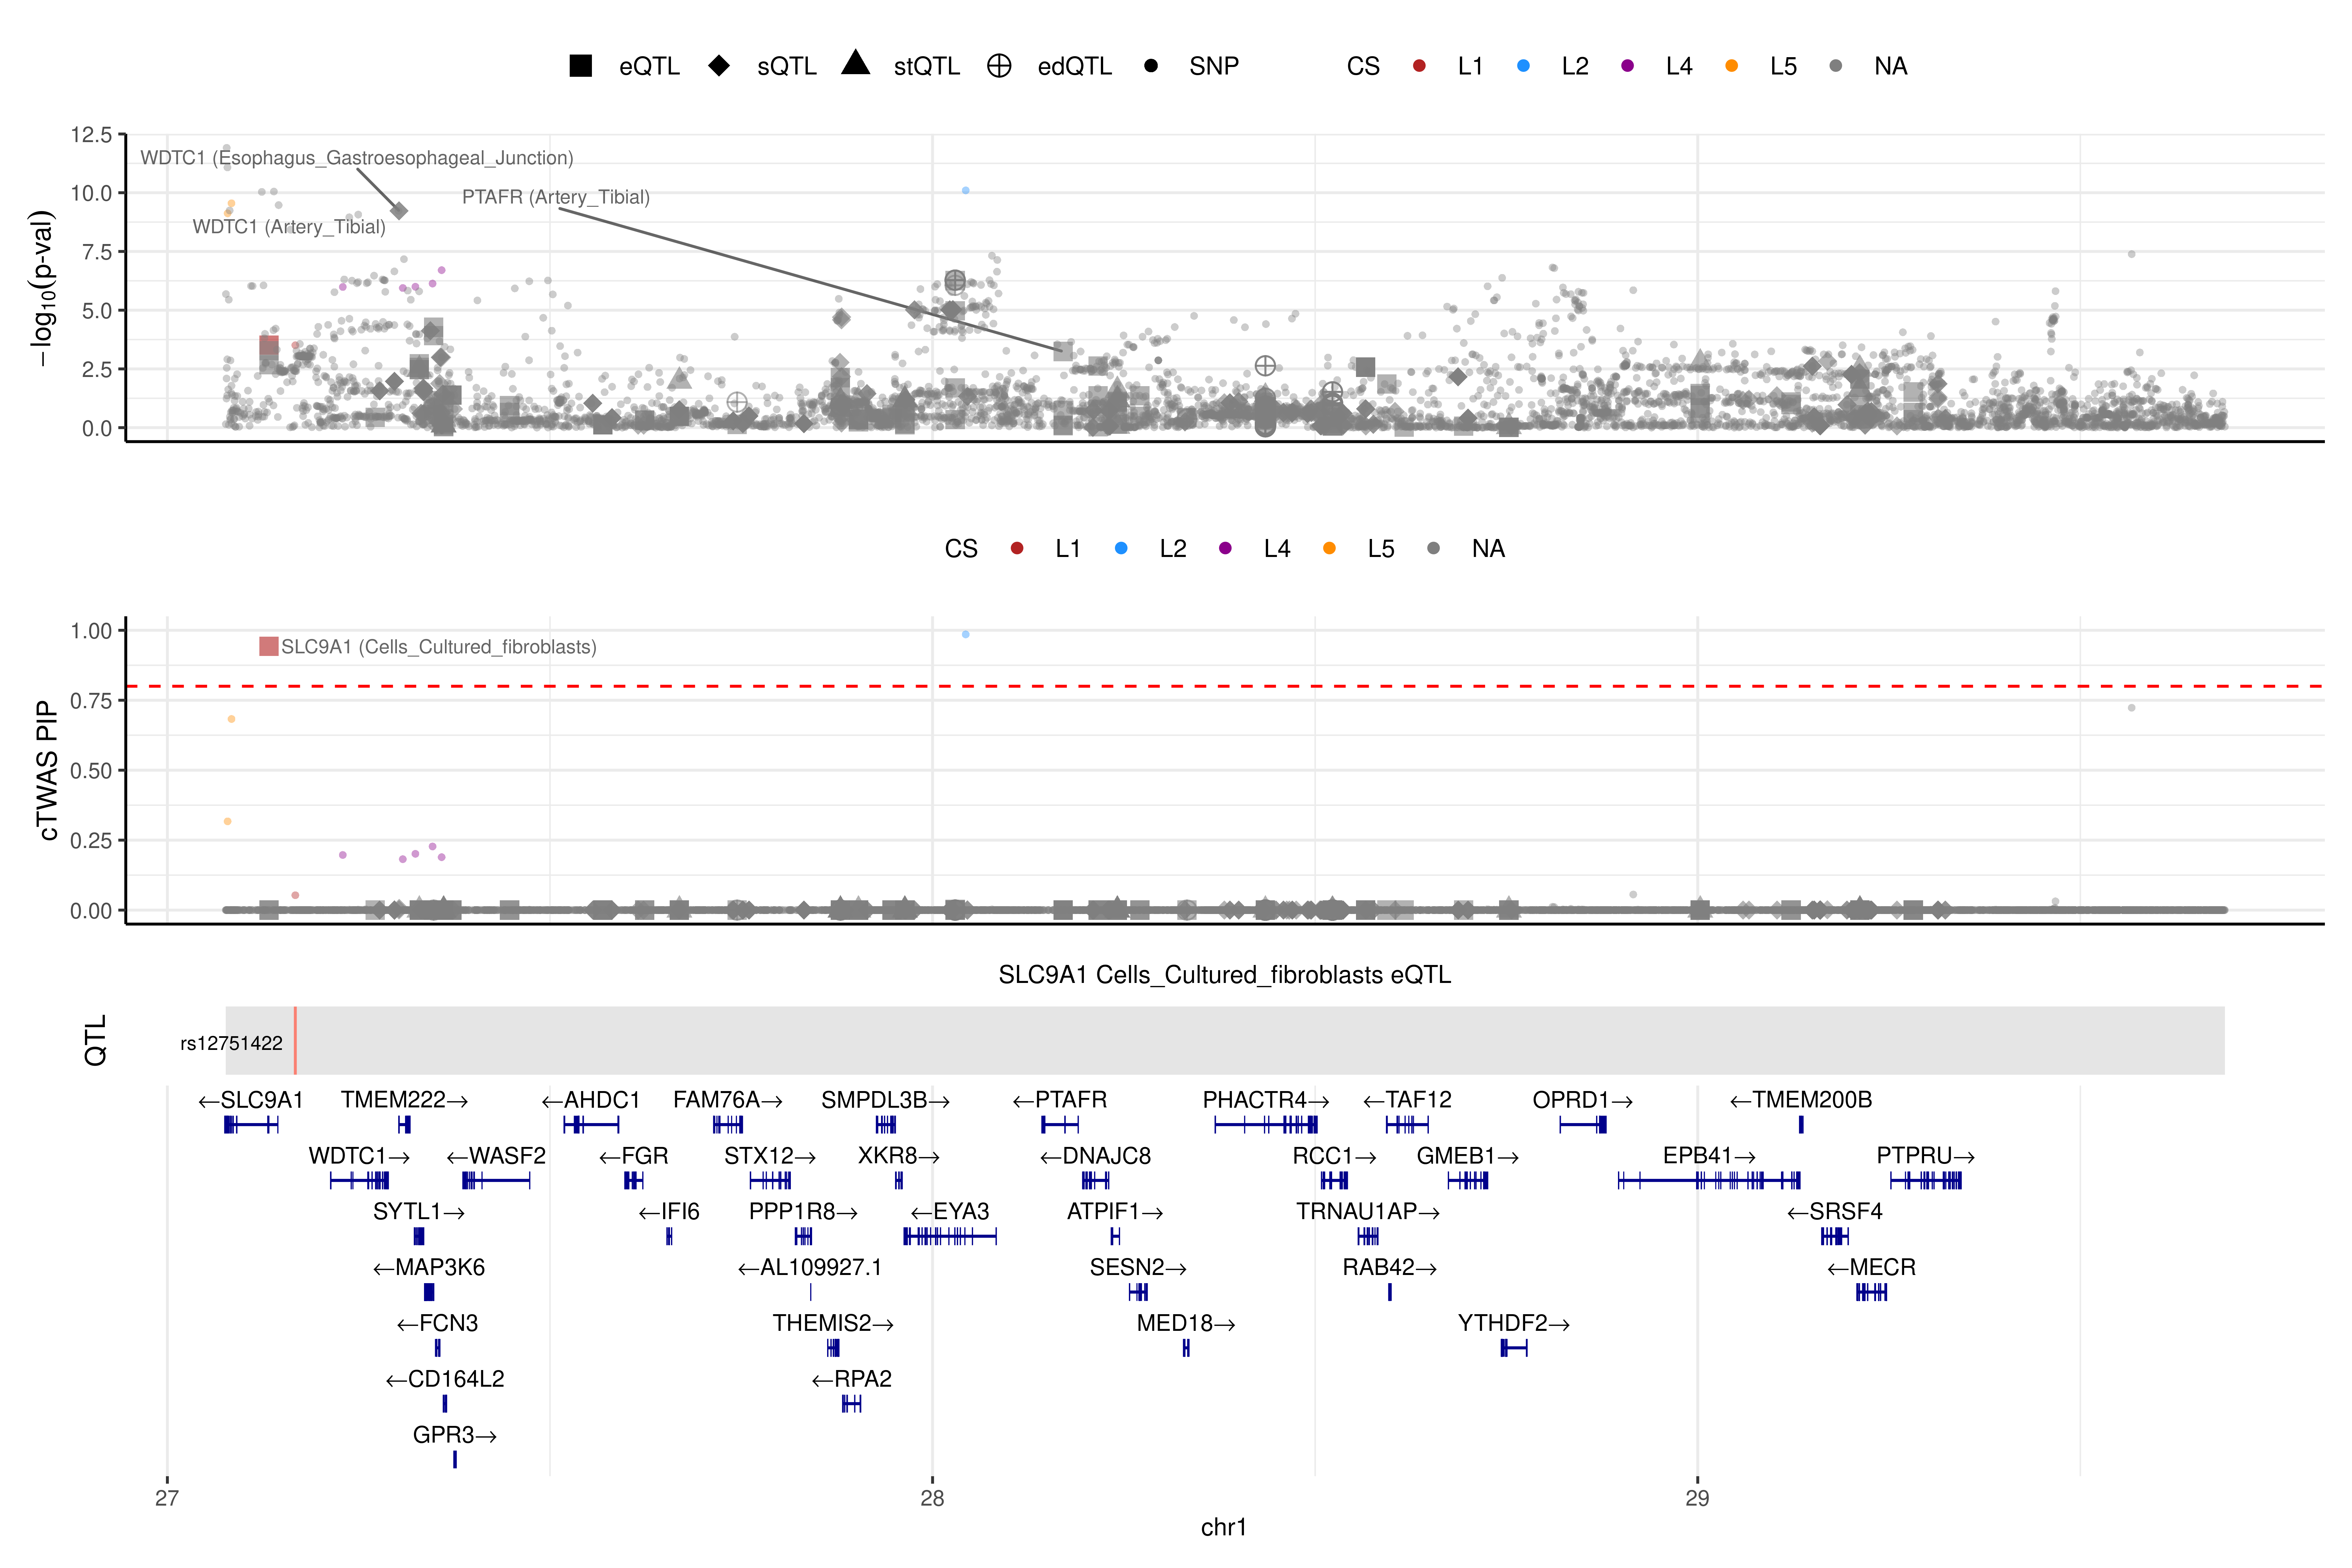 eQTL sQTL stQTL edQTL SNP CS L1 L2 L4 L5 NA
12.5
10.0
7.5
5.0
2.5
0.0
−log10(p-val)
WDTC1 (Esophagus_Gastroesophageal_Junction)
PTAFR (Artery_Tibial)
WDTC1 (Artery_Tibial)
CS L1 L2 L4 L5 NA
1.00
0.75
0.50
0.25
0.00
cTWAS PIP
SLC9A1 (Cells_Cultured_fibroblasts)
SLC9A1 Cells_Cultured_fibroblasts eQTL
QTL
rs12751422
←SLC9A1 TMEM222→ ←AHDC1 FAM76A→ SMPDL3B→ ←PTAFR PHACTR4→ ←TAF12 OPRD1→ ←TMEM200B
WDTC1→ ←WASF2 ←FGR STX12→ XKR8→ ←DNAJC8 RCC1→ GMEB1→ EPB41→ PTPRU→
SYTL1→ ←IFI6 PPP1R8→ ←EYA3 ATPIF1→ TRNAU1AP→ ←SRSF4
←MAP3K6 ←AL109927.1 SESN2→ RAB42→ ←MECR
←FCN3 THEMIS2→ MED18→ YTHDF2→
←CD164L2 ←RPA2
GPR3→
27 28 29
chr1